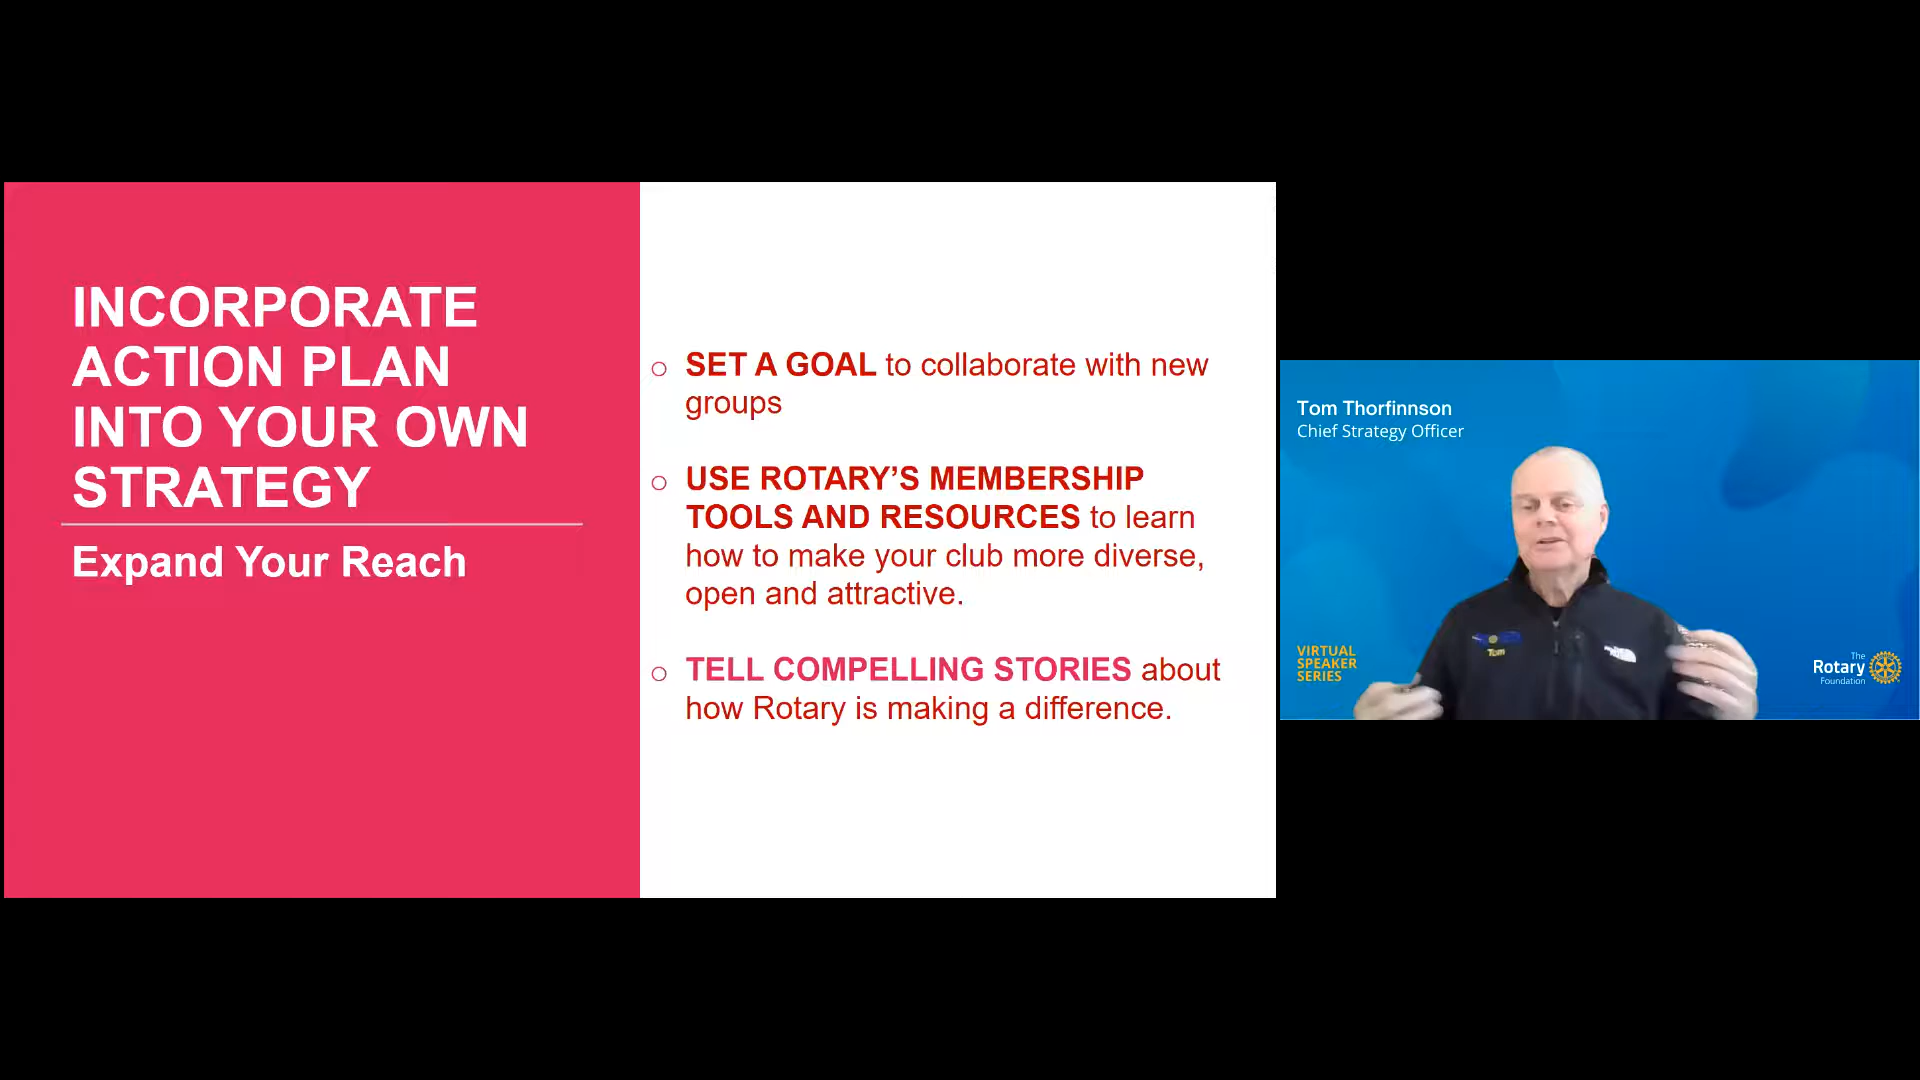 INCORPORATE
ACTION PLAN
INTO YOUR OWN
STRATEGY
Expand Your Reach
SET A GOAL to collaborate with new
groups
USE ROTARY’S MEMBERSHIP
TOOLS AND RESOURCES to learn
how to make your club more diverse,
open and attractive.
TELL COMPELLING STORIES about
how Rotary is making a difference.
Tom Thorfinnson
Chief Strategy Officer
VIRTUAL
SPEAKER
SERIES
The
Rotary
Foundation
Tom